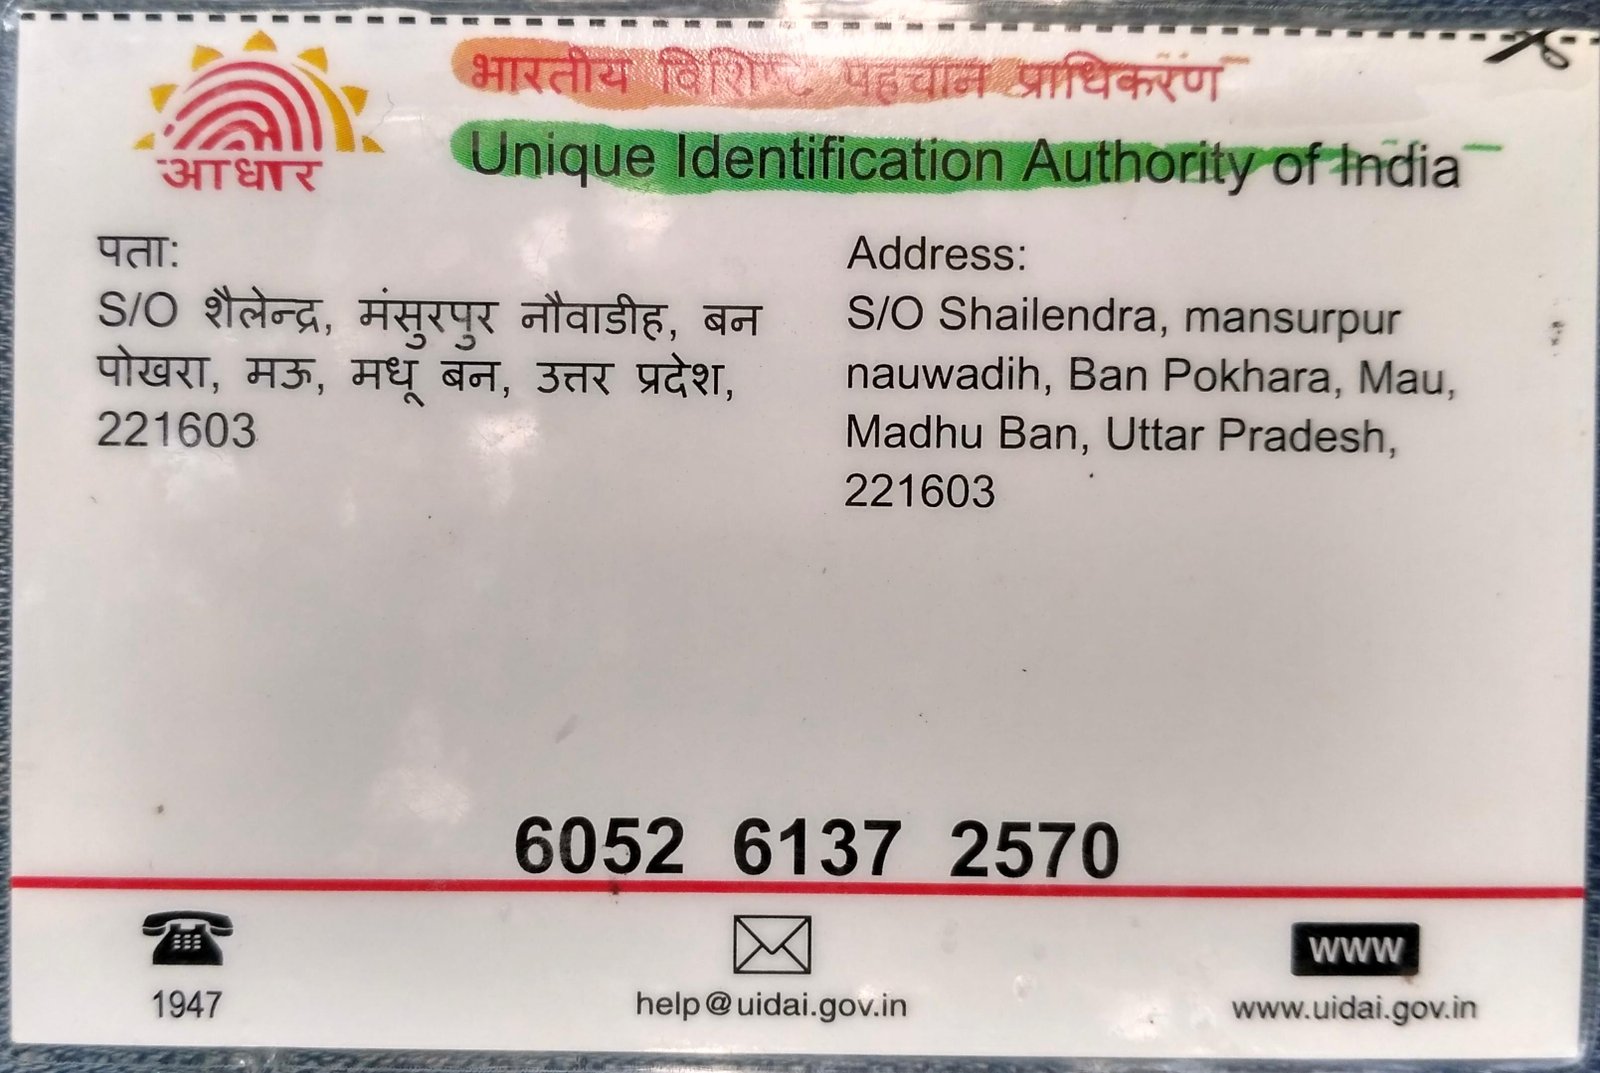 आधार
भारतीय विशिष्ट पहचान प्राधिकरण
Unique Identification Authority of India
पता:
S/O शैलेन्द्र, मंसुरपुर नौवाडीह, बन
पोखरा, मऊ, मधू बन, उत्तर प्रदेश,
221603
Address:
S/O Shailendra, mansurpur
nauwadih, Ban Pokhara, Mau,
Madhu Ban, Uttar Pradesh,
221603
6052 6137 2570
1947
help@uidai.gov.in
www
www.uidai.gov.in